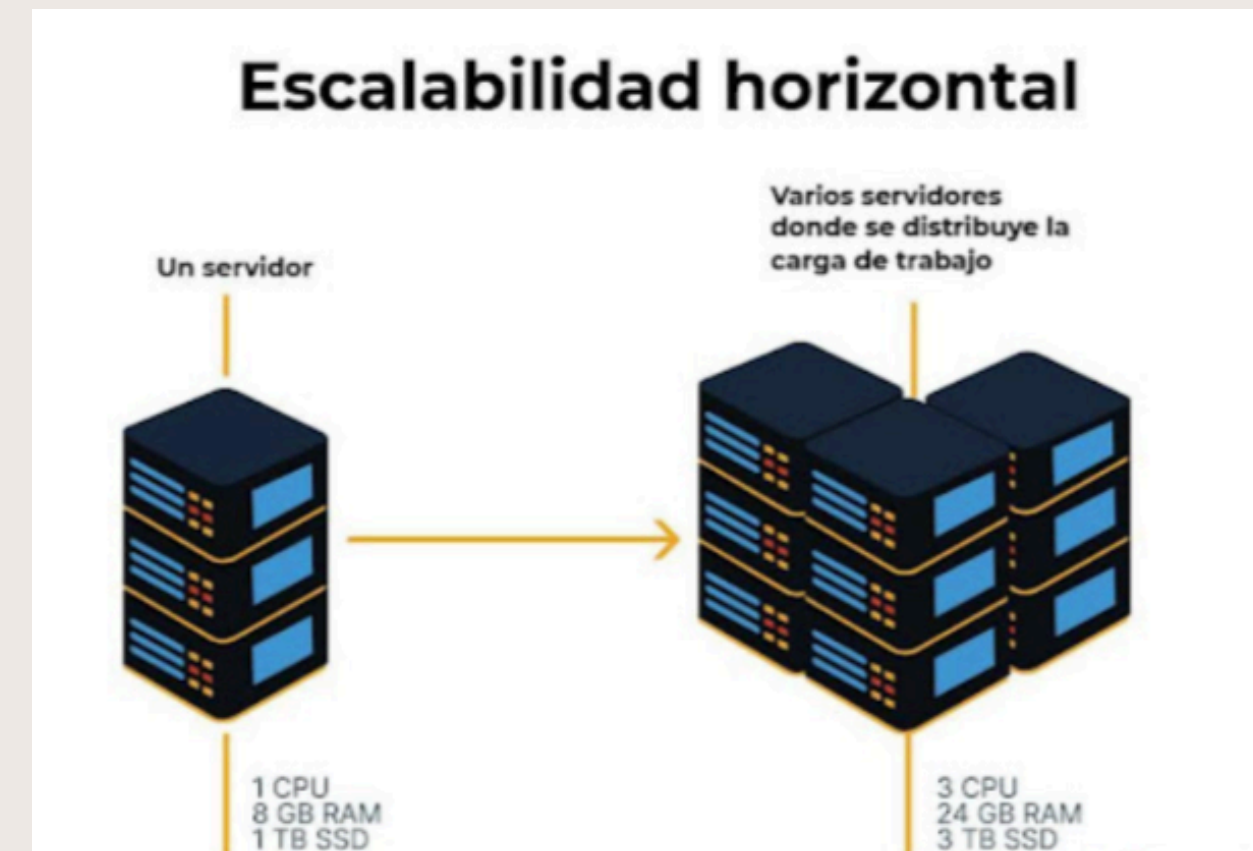 Escalabilidad horizontal
Un servidor
Varios servidores
donde se distribuye la
carga de trabajo
1 CPU
8 GB RAM
1 TB SSD
3 CPU
24 GB RAM
3 TB SSD